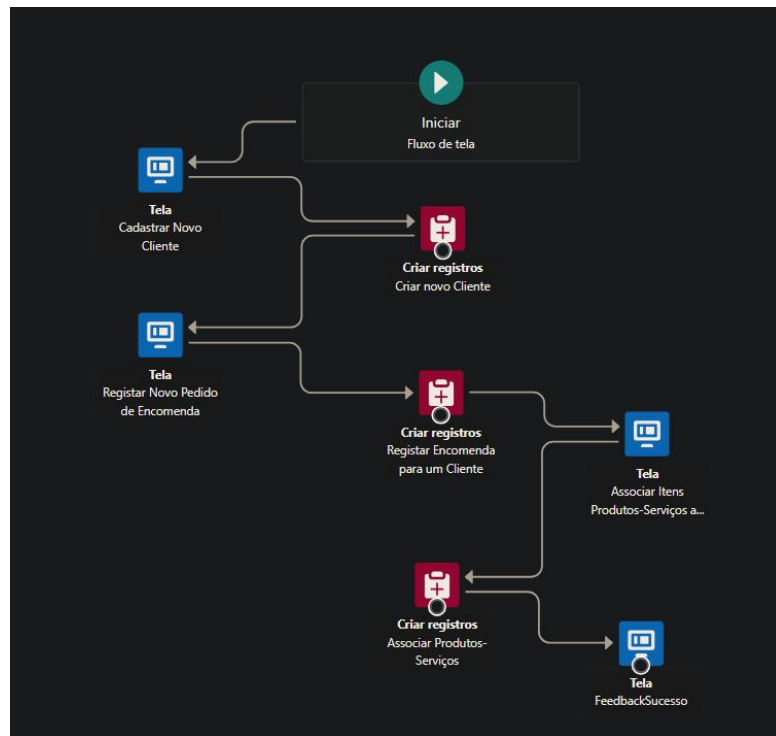 Iniciar
Fluxo de tela
Tela
Cadastrar Novo
Cliente
Criar registros
Criar novo Cliente
Tela
Registar Novo Pedido
de Encomenda
Criar registros
Registar Encomenda
para um Cliente
Tela
Associar Itens
Produtos-Serviços a...
Criar registros
Associar Produtos-
Serviços
Tela
FeedbackSucesso